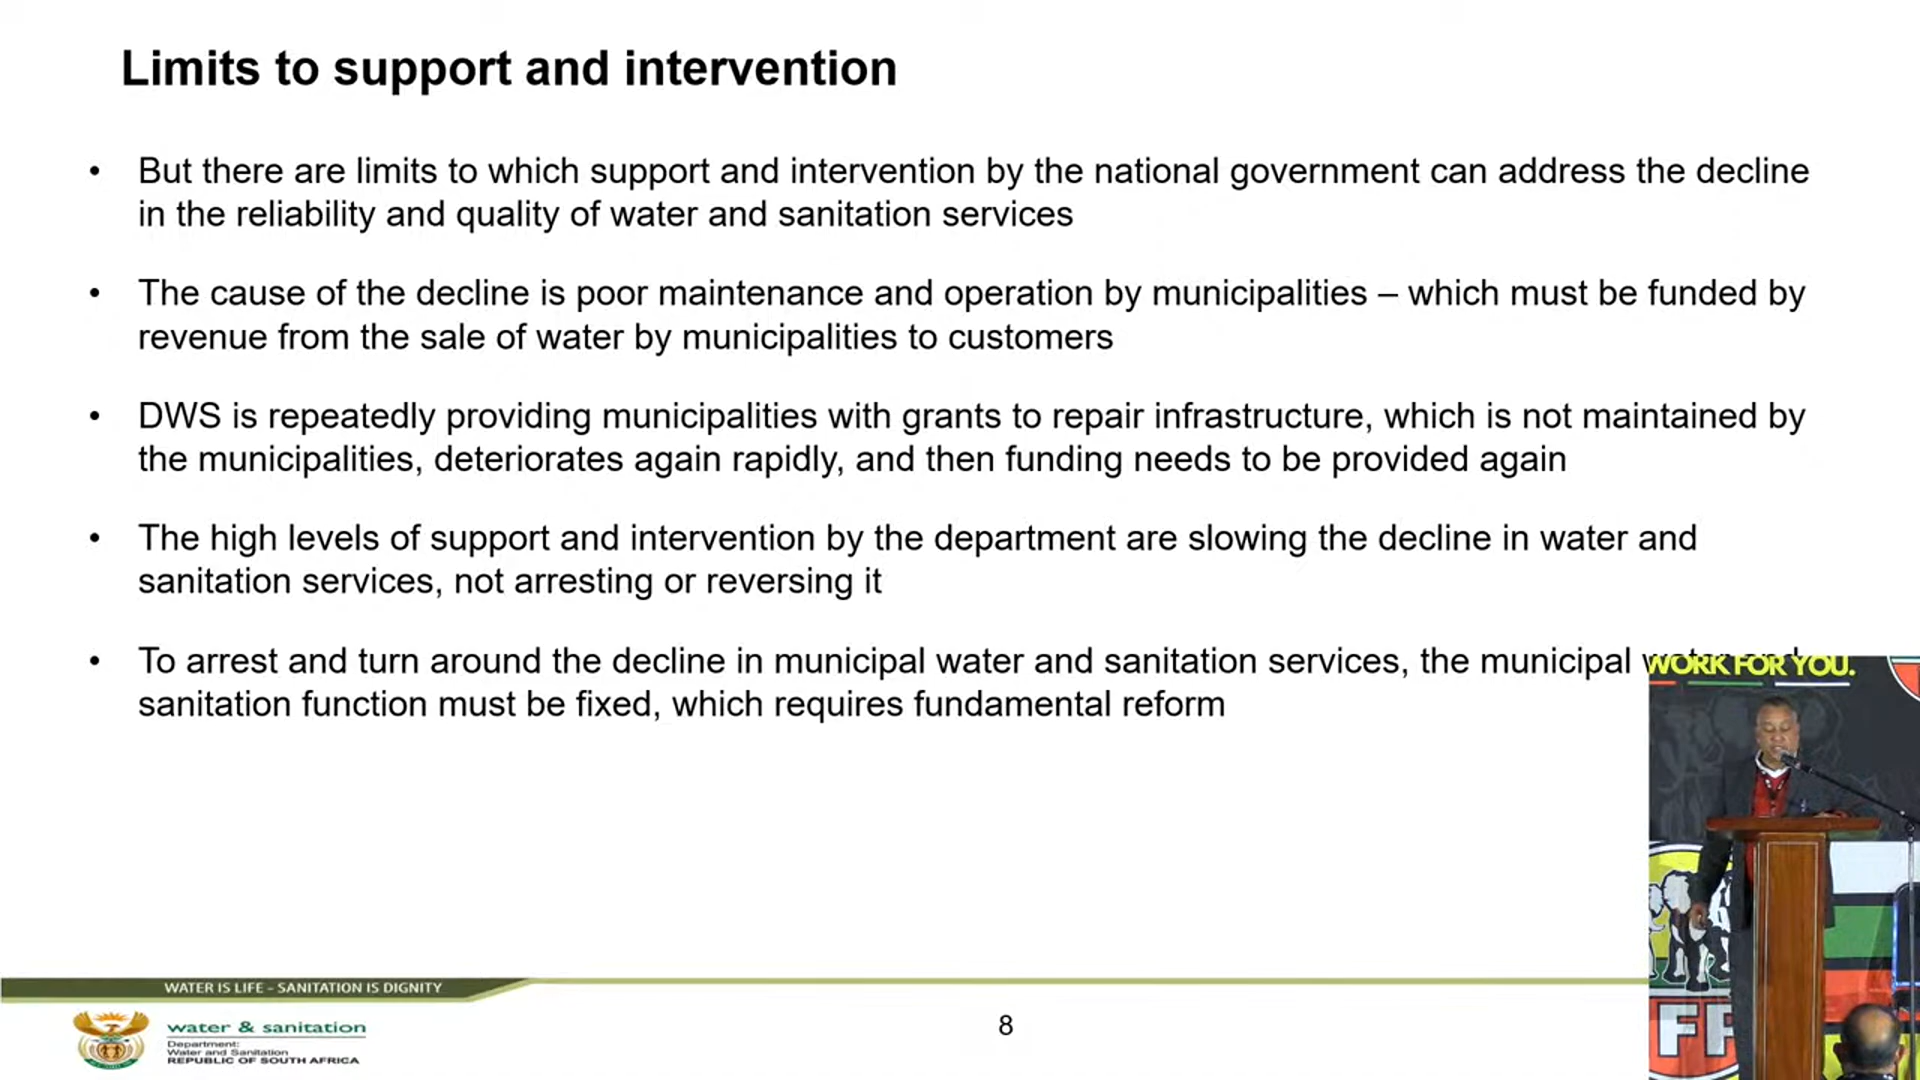 Limits to support and intervention
• But there are limits to which support and intervention by the national government can address the decline
in the reliability and quality of water and sanitation services
• The cause of the decline is poor maintenance and operation by municipalities – which must be funded by
revenue from the sale of water by municipalities to customers
• DWS is repeatedly providing municipalities with grants to repair infrastructure, which is not maintained by
the municipalities, deteriorates again rapidly, and then funding needs to be provided again
• The high levels of support and intervention by the department are slowing the decline in water and
sanitation services, not arresting or reversing it
• To arrest and turn around the decline in municipal water and sanitation services, the municipal
sanitation function must be fixed, which requires fundamental reform
WORK FOR YOU.
WATER IS LIFE - SANITATION IS DIGNITY
water & sanitation
Department:
Water and Sanitation
REPUBLIC OF SOUTH AFRICA
8